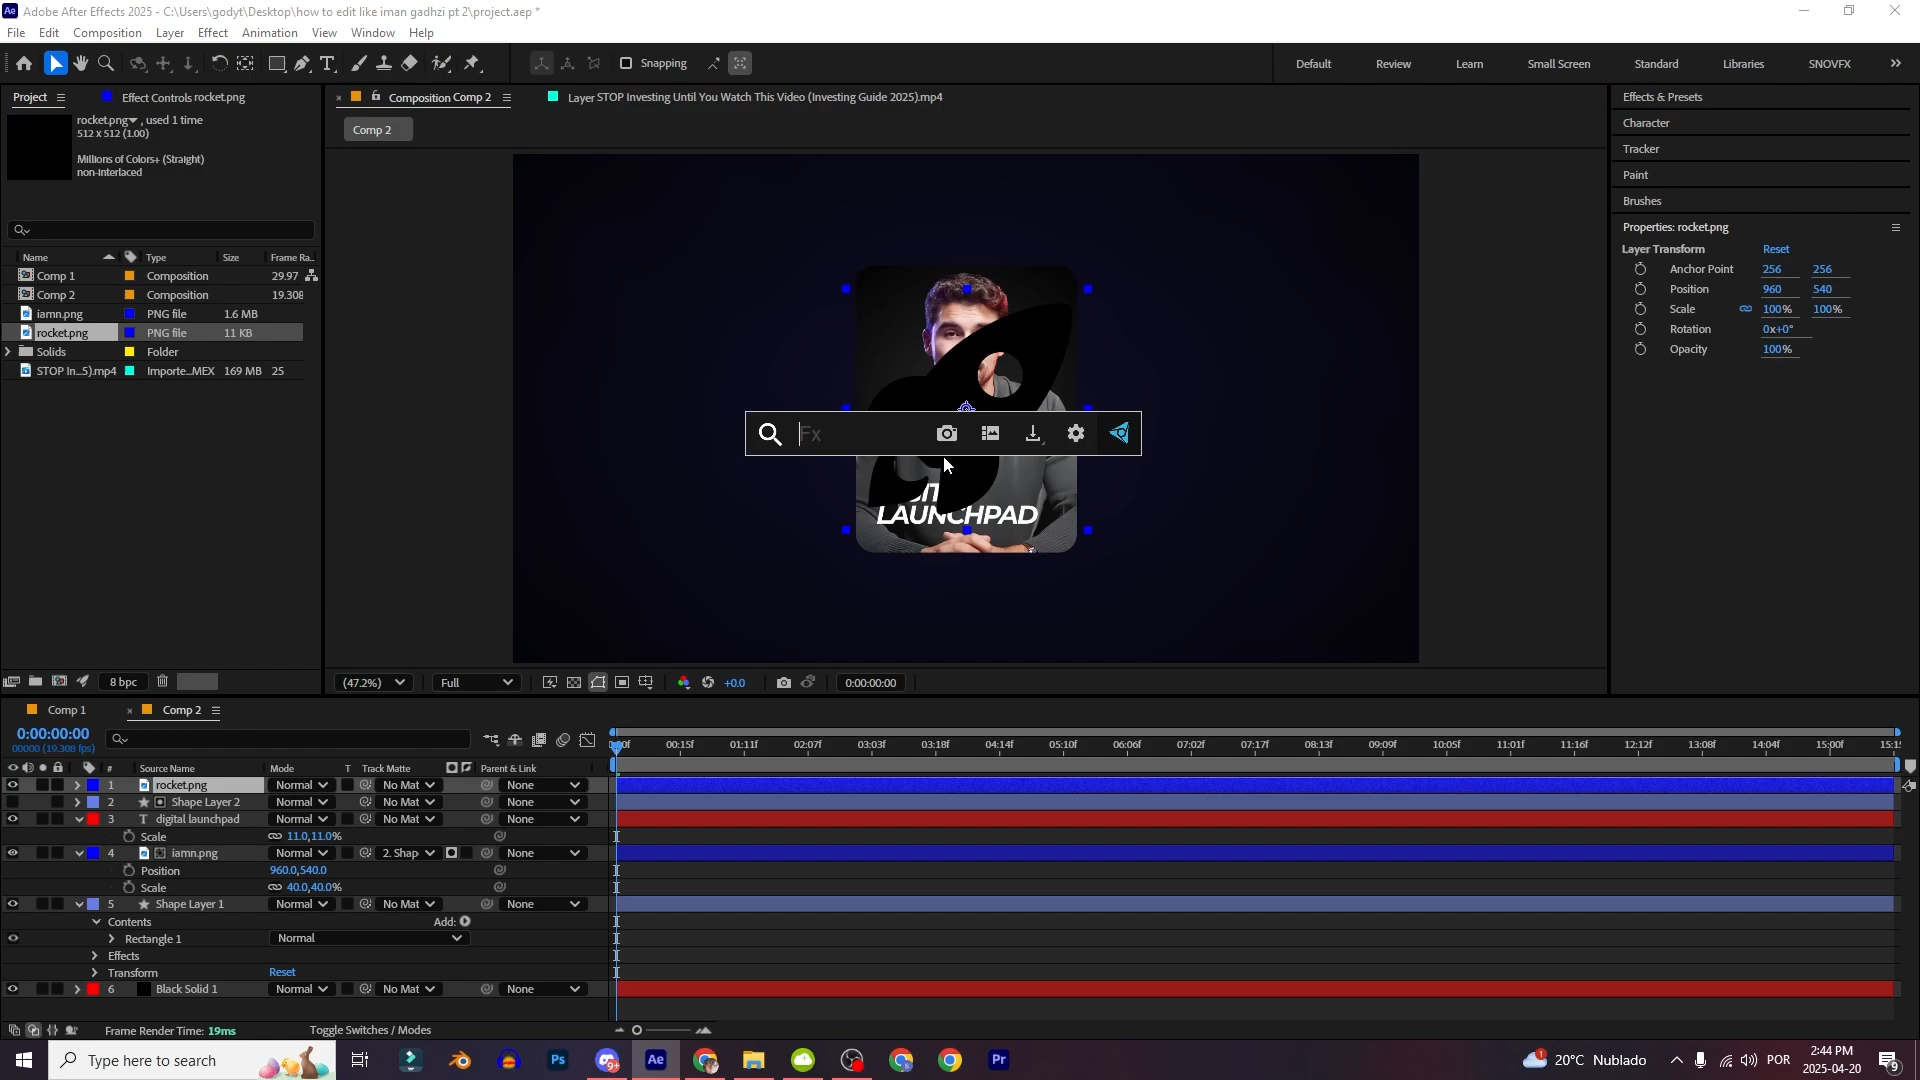 Ae Adobe After Effects 2025 - C:\Users\godyt\Desktop\how to edit like iman gadhzi pt 2\project.aep *
File Edit Composition Layer Effect Animation View Window Help
Snapping Default Review Learn Small Screen Standard Libraries SNOVFX
Project Effect Controls rocket.png
rocket.png , used 1 time
512 x 512 (1.00)
Millions of Colors+ (Straight)
non-interlaced
Name Type Size Frame Ra..
Comp 1 Composition 29.97
Comp 2 Composition 19.308
iamn.png PNG file 1.6 MB
rocket.png PNG file 11 KB
Solids Folder
STOP In...5).mp4 Importe...MEX 169 MB 25
8 bpc
Composition Comp 2 Layer STOP Investing Until You Watch This Video (Investing Guide 2025).mp4
Comp 2
Fx
LAUNCHPAD
(47.2%) Full +0.0 0:00:00:00
Effects & Presets
Character
Tracker
Paint
Brushes
Properties: rocket.png
Layer Transform Reset
Anchor Point 256 256
Position 960 540
Scale 100% 100%
Rotation 0x+0°
Opacity 100%
Comp 1 Comp 2
0:00:00:00
00000 (19.308 fps)
00f 00:15f 01:11f 02:07f 03:03f 03:18f 04:14f 05:10f 06:06f 07:02f 07:17f 08:13f 09:09f 10:05f 11:01f 11:16f 12:12f 13:08f 14:04f 15:00f 15:1
# Source Name Mode T Track Matte Parent & Link
1 rocket.png Normal No Mat None
2 Shape Layer 2 Normal No Mat None
3 T digital launchpad Normal No Mat None
Scale 11.0,11.0%
4 iamn.png Normal 2. Shap None
Position 960.0,540.0
Scale 40.0,40.0%
5 Shape Layer 1 Normal No Mat None
Contents Add:
Rectangle 1 Normal
Effects
Transform Reset
6 Black Solid 1 Normal No Mat None
Frame Render Time: 19ms Toggle Switches / Modes
Type here to search Ps 9+ Ae Pr 1 20°C Nublado POR 2:44 PM
2025-04-20 9